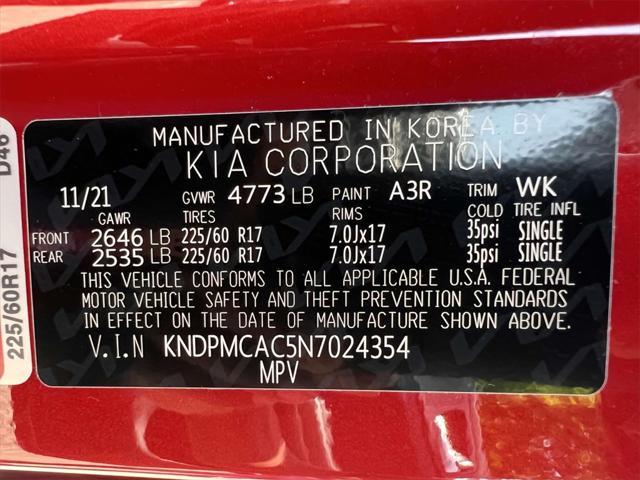 MANUFACTURED IN KOREA BY
KIA CORPORATION
11/21 GVWR 4773 LB PAINT A3R TRIM WK
GAWR TIRES RIMS COLD TIRE INFL
FRONT 2646 LB 225/60 R17 7.0Jx17 35psi SINGLE
REAR 2535 LB 225/60 R17 7.0Jx17 35psi SINGLE
THIS VEHICLE CONFORMS TO ALL APPLICABLE U.S.A. FEDERAL
MOTOR VEHICLE SAFETY AND THEFT PREVENTION STANDARDS
IN EFFECT ON THE DATE OF MANUFACTURE SHOWN ABOVE.
V.I.N KNDPMCAC5N7024354
MPV
225/60R17 D46